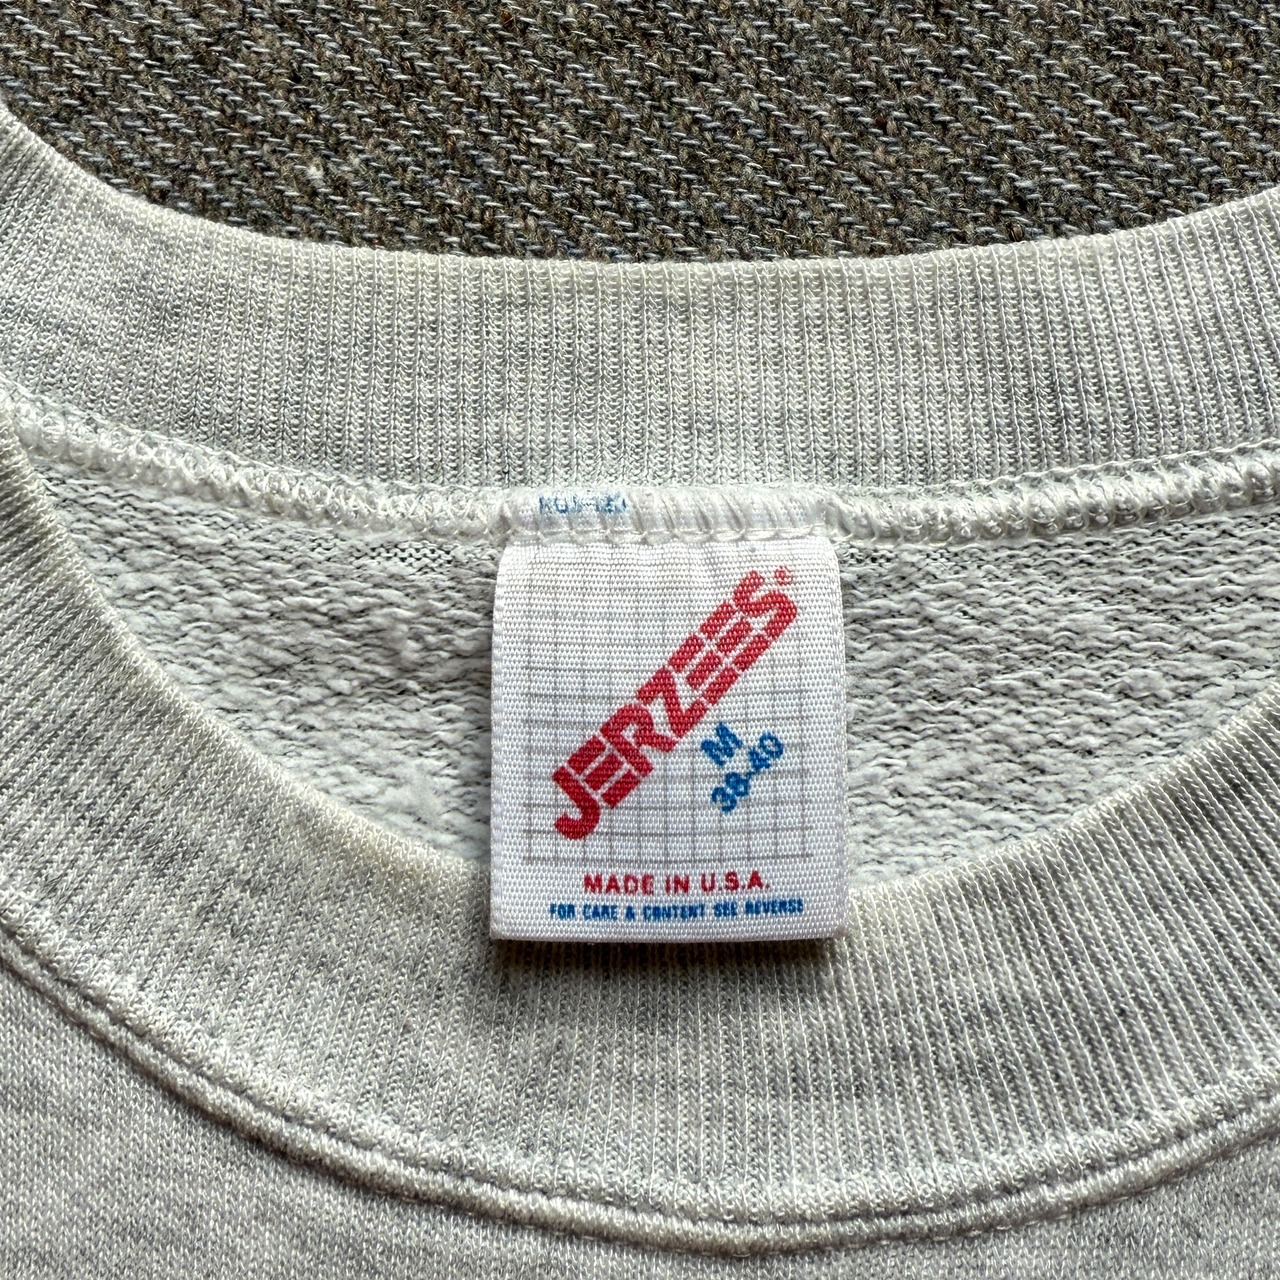 JERZEES®
M
38-40
MADE IN U.S.A.
FOR CARE & CONTENT SEE REVERSE